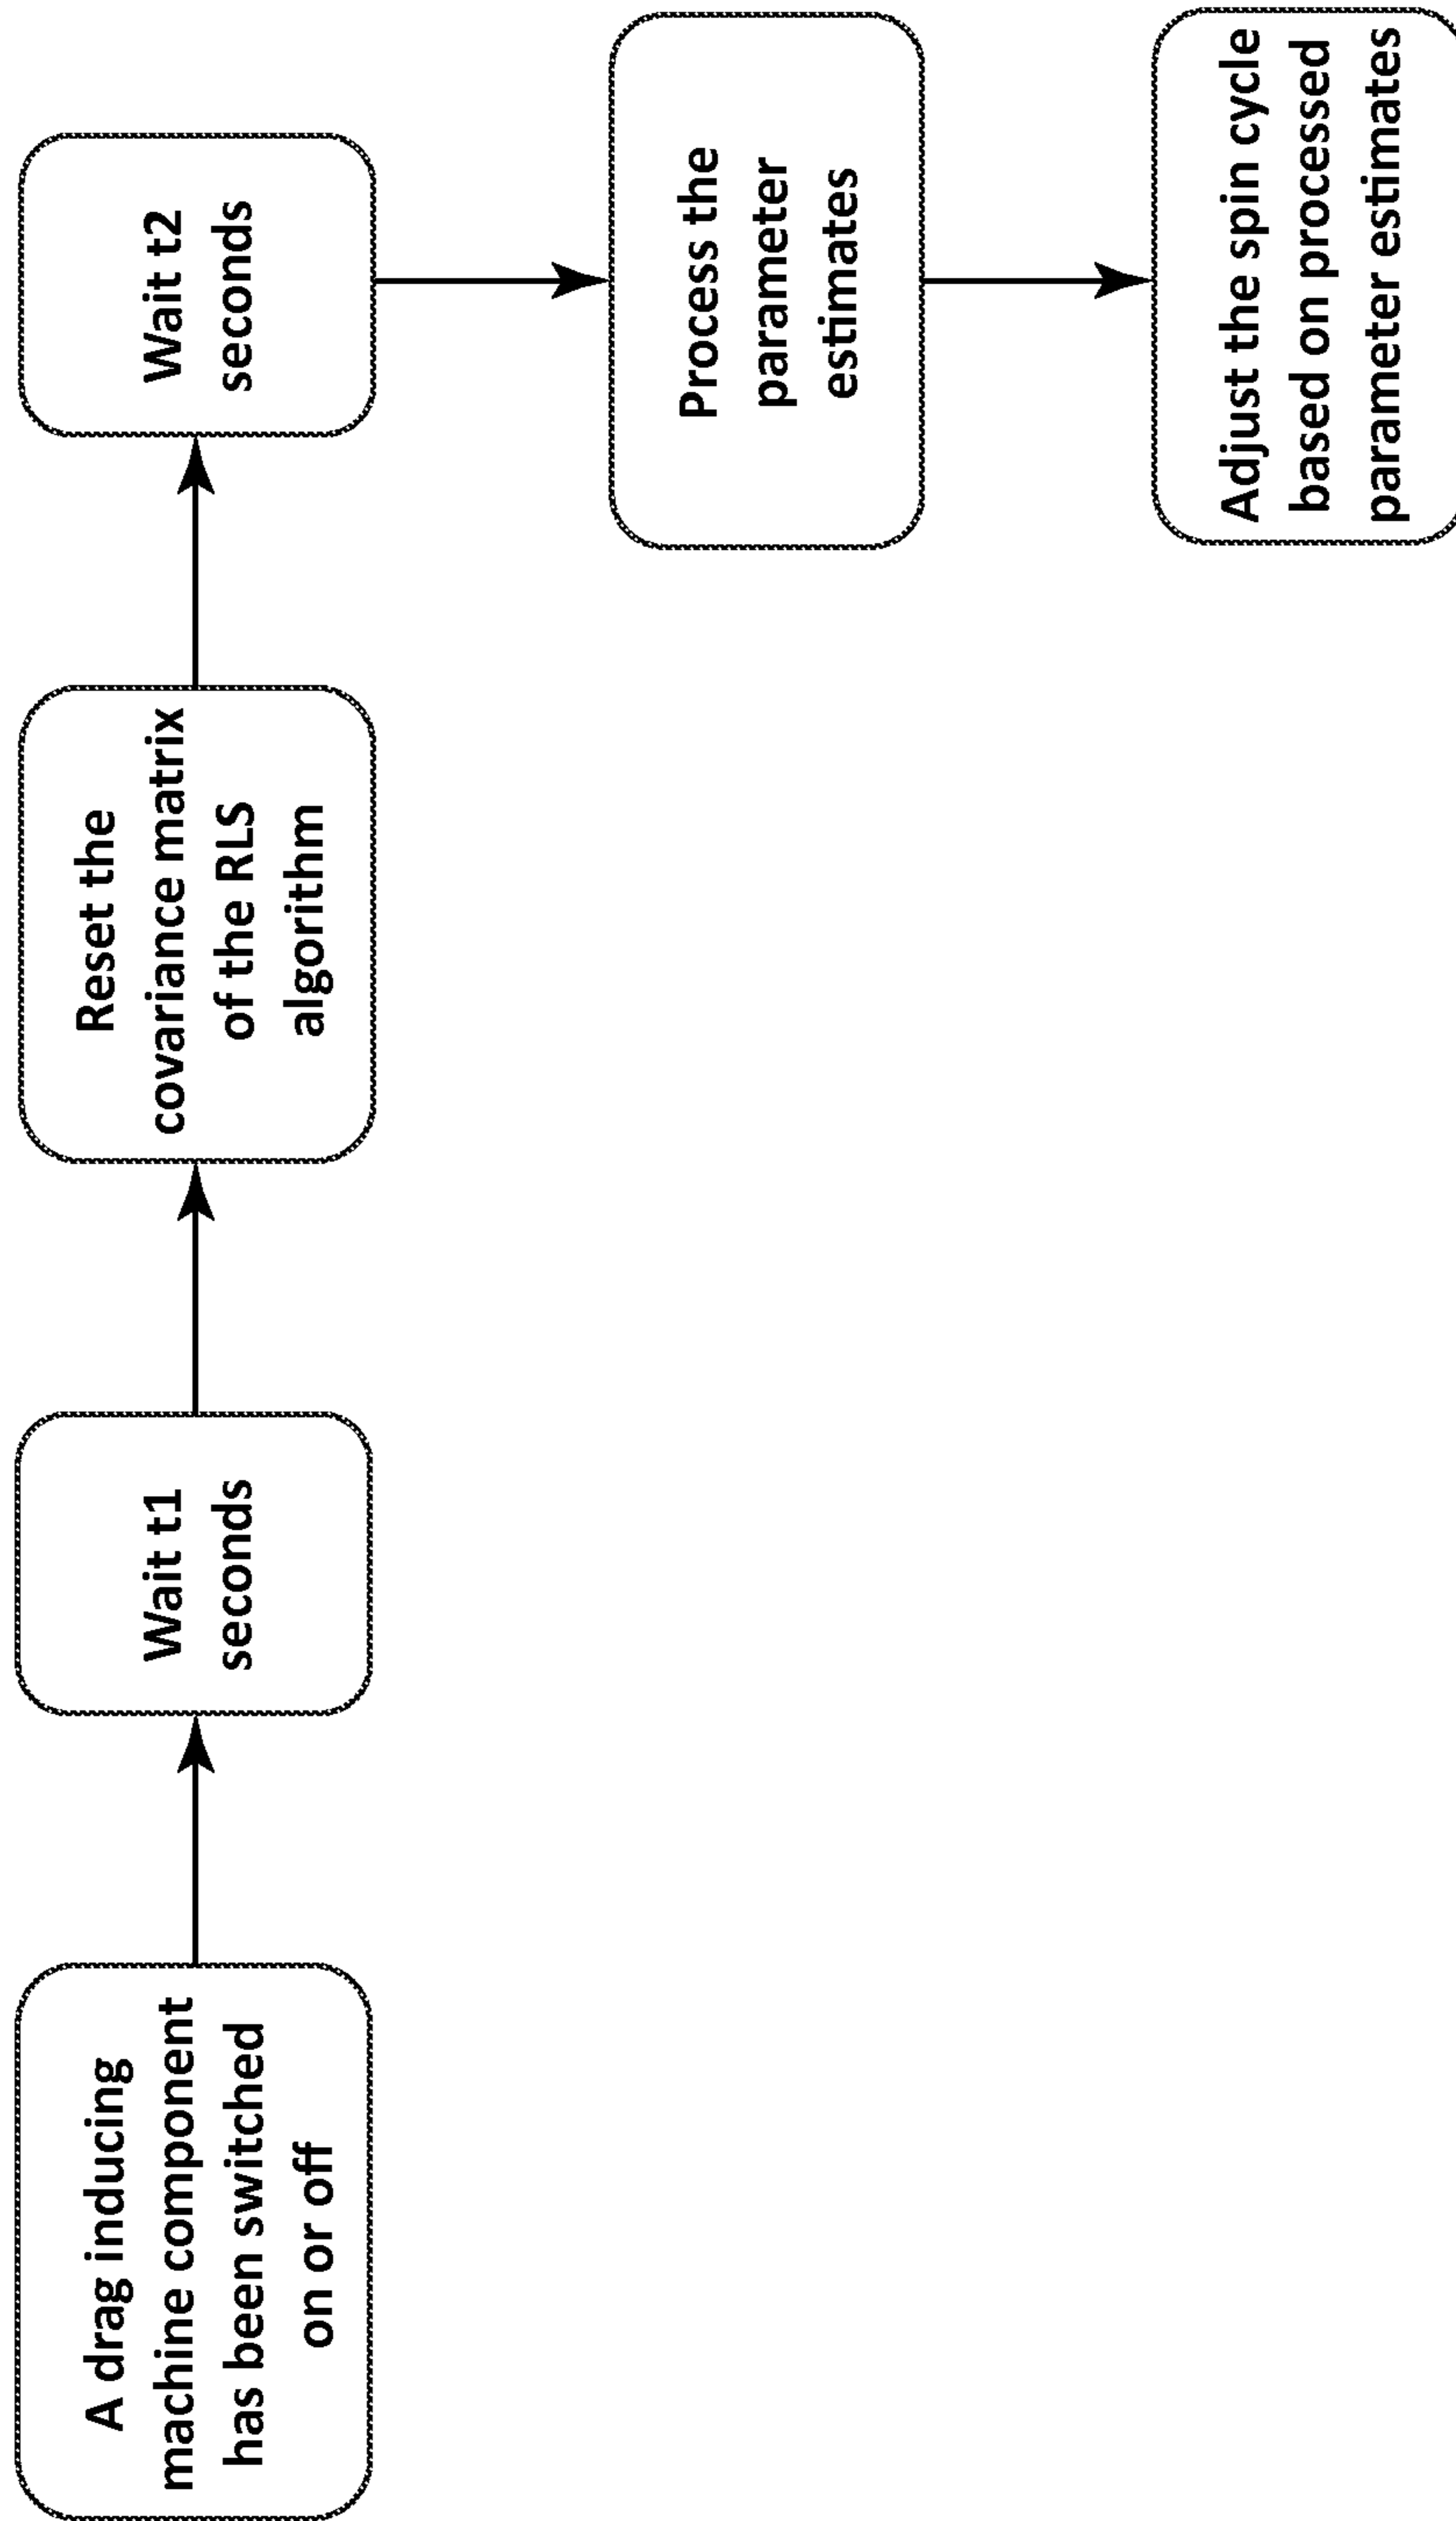 A drag inducing
machine component
has been switched
on or off
Wait t1
seconds
Reset the
covariance matrix
of the RLS
algorithm
Wait t2
seconds
Process the
parameter
estimates
Adjust the spin cycle
based on processed
parameter estimates